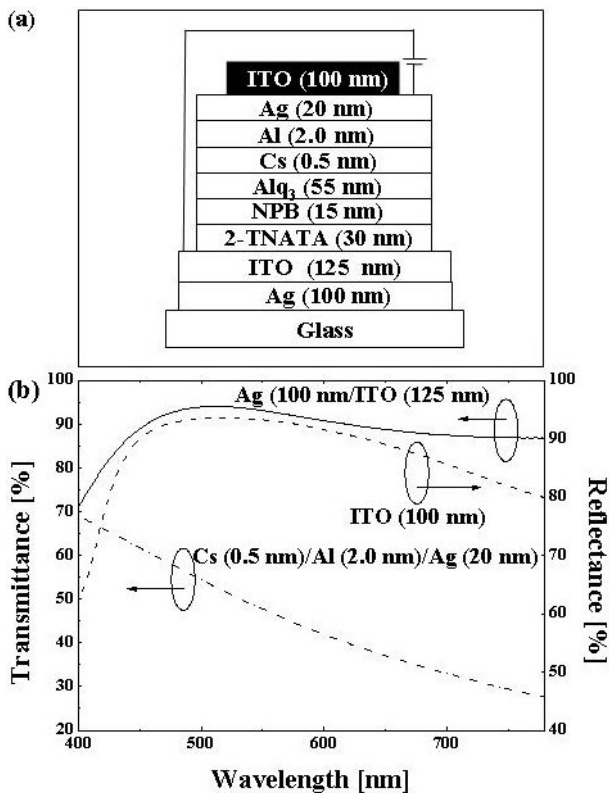 (a)
ITO (100 nm)
Ag (20 nm)
Al (2.0 nm)
Cs (0.5 nm)
Alq3 (55 nm)
NPB (15 nm)
2-TNATA (30 nm)
ITO (125 nm)
Ag (100 nm)
Glass
(b)
100
90
80
70
60
50
40
30
20
Transmittance [%]
Ag (100 nm/ITO (125 nm)
ITO (100 nm)
Cs (0.5 nm)/Al (2.0 nm)/Ag (20 nm)
100
90
80
70
60
50
40
Reflectance [%]
400 500 600 700
Wavelength [nm]